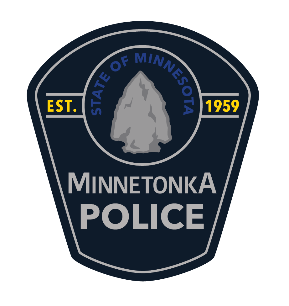 STATE OF MINNESOTA
EST. 1959
MINNETONKA
POLICE